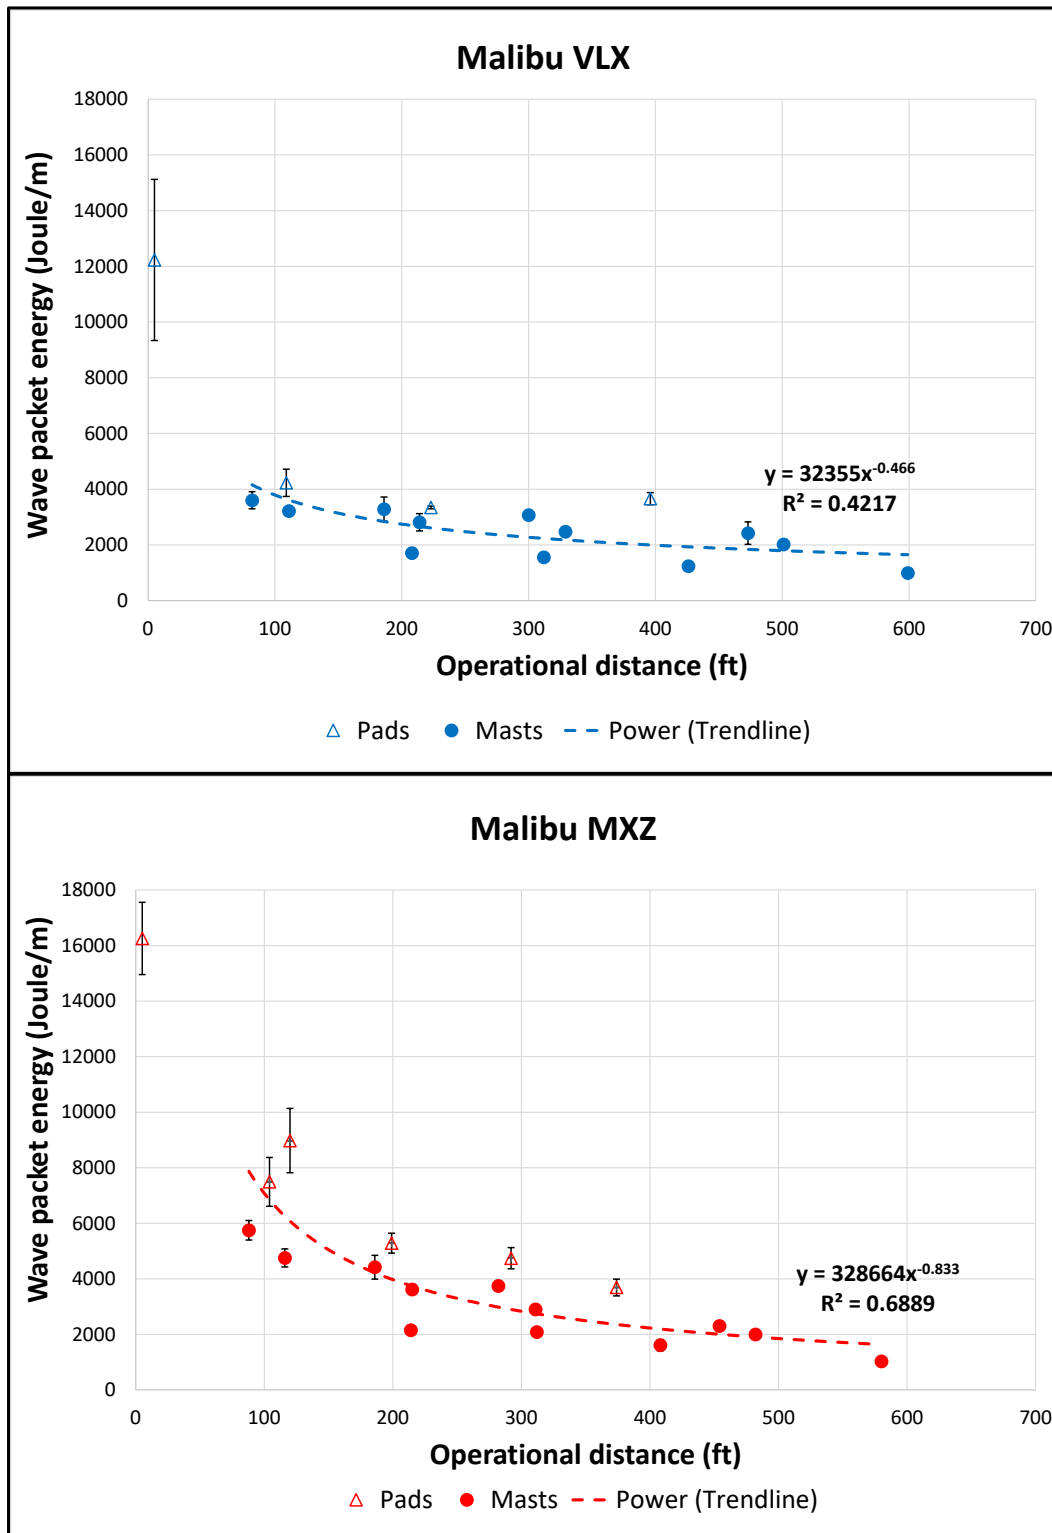 Malibu VLX
Wave packet energy (Joule/m)
18000
16000
14000
12000
10000
8000
6000
4000
2000
0
y = 32355x^-0.466
R² = 0.4217
0 100 200 300 400 500 600 700
Operational distance (ft)
Pads Masts Power (Trendline)
Malibu MXZ
Wave packet energy (Joule/m)
18000
16000
14000
12000
10000
8000
6000
4000
2000
0
y = 328664x^-0.833
R² = 0.6889
0 100 200 300 400 500 600 700
Operational distance (ft)
Pads Masts Power (Trendline)